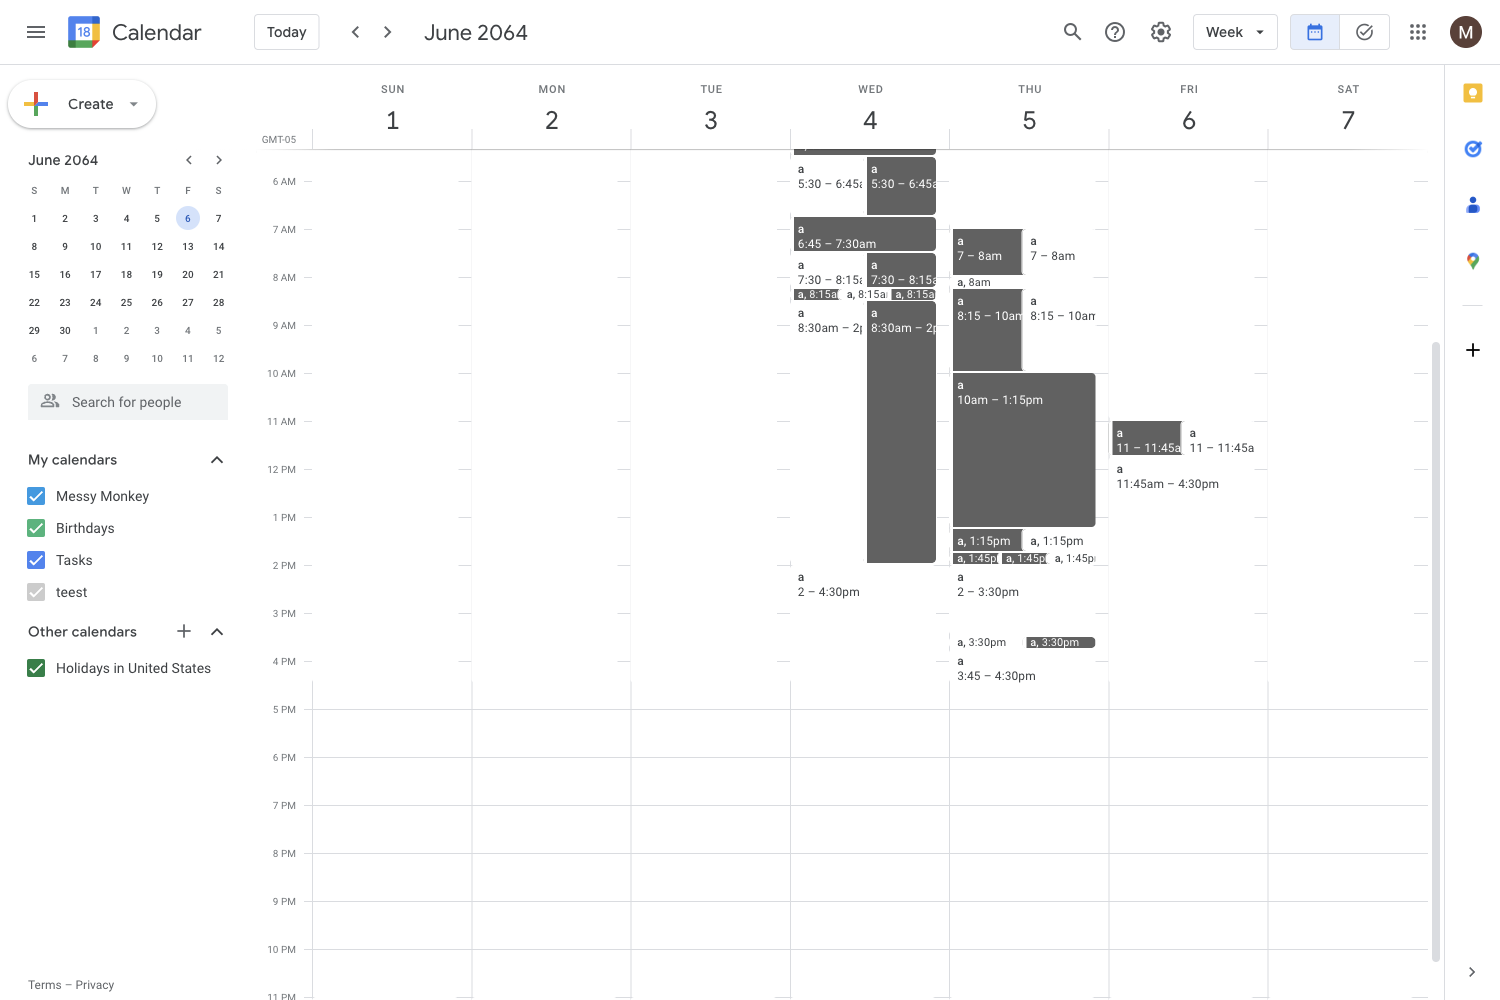 18 Calendar
Today
June 2064
Week
M
Create
June 2064
S M T W T F S
1 2 3 4 5 6 7
8 9 10 11 12 13 14
15 16 17 18 19 20 21
22 23 24 25 26 27 28
29 30 1 2 3 4 5
6 7 8 9 10 11 12
Search for people
My calendars
Messy Monkey
Birthdays
Tasks
teest
Other calendars
Holidays in United States
Terms – Privacy
GMT-05
SUN MON TUE WED THU FRI SAT
1 2 3 4 5 6 7
6 AM
7 AM
8 AM
9 AM
10 AM
11 AM
12 PM
1 PM
2 PM
3 PM
4 PM
5 PM
6 PM
7 PM
8 PM
9 PM
10 PM
11 PM
a
5:30 – 6:45a
a
5:30 – 6:45a
a
6:45 – 7:30am
a
7:30 – 8:15a
a
7:30 – 8:15a
a, 8:15a
a, 8:15a
a, 8:15a
a
8:30am – 2p
a
8:30am – 2p
a
2 – 4:30pm
a
7 – 8am
a
7 – 8am
a, 8am
a
8:15 – 10am
a
8:15 – 10am
a
10am – 1:15pm
a, 1:15pm
a, 1:15pm
a, 1:45p
a, 1:45p
a, 1:45p
a
2 – 3:30pm
a, 3:30pm
a, 3:30pm
a
3:45 – 4:30pm
a
11 – 11:45a
a
11 – 11:45a
a
11:45am – 4:30pm